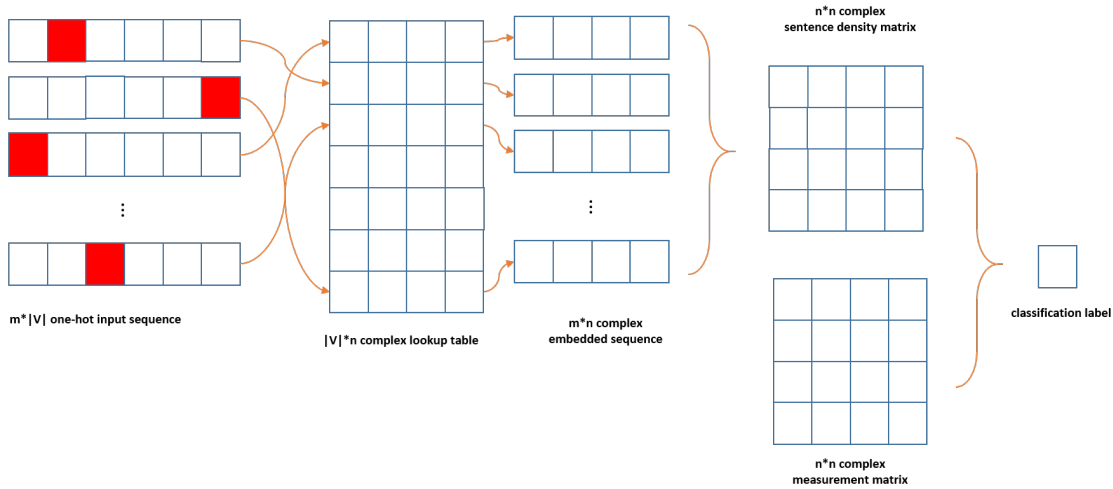 n*n complex
sentence density matrix
⋮
⋮
m*|V| one-hot input sequence
|V|*n complex lookup table
m*n complex
embedded sequence
classification label
n*n complex
measurement matrix